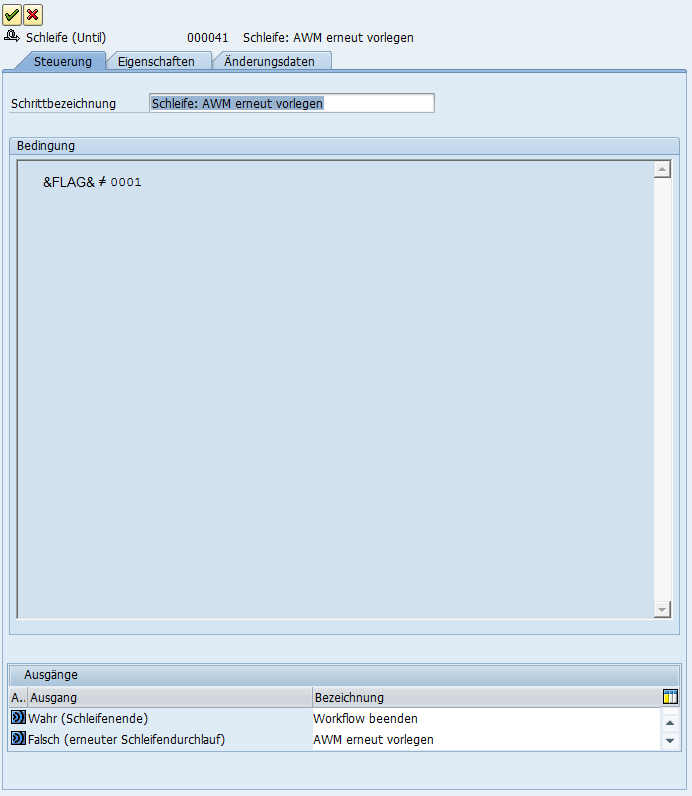 Schleife (Until) 000041 Schleife: AWM erneut vorlegen
Steuerung Eigenschaften Änderungsdaten
Schrittbezeichnung Schleife: AWM erneut vorlegen
Bedingung
&FLAG& ≠ 0001
Ausgänge
A.. Ausgang Bezeichnung
Wahr (Schleifenende) Workflow beenden
Falsch (erneuter Schleifendurchlauf) AWM erneut vorlegen